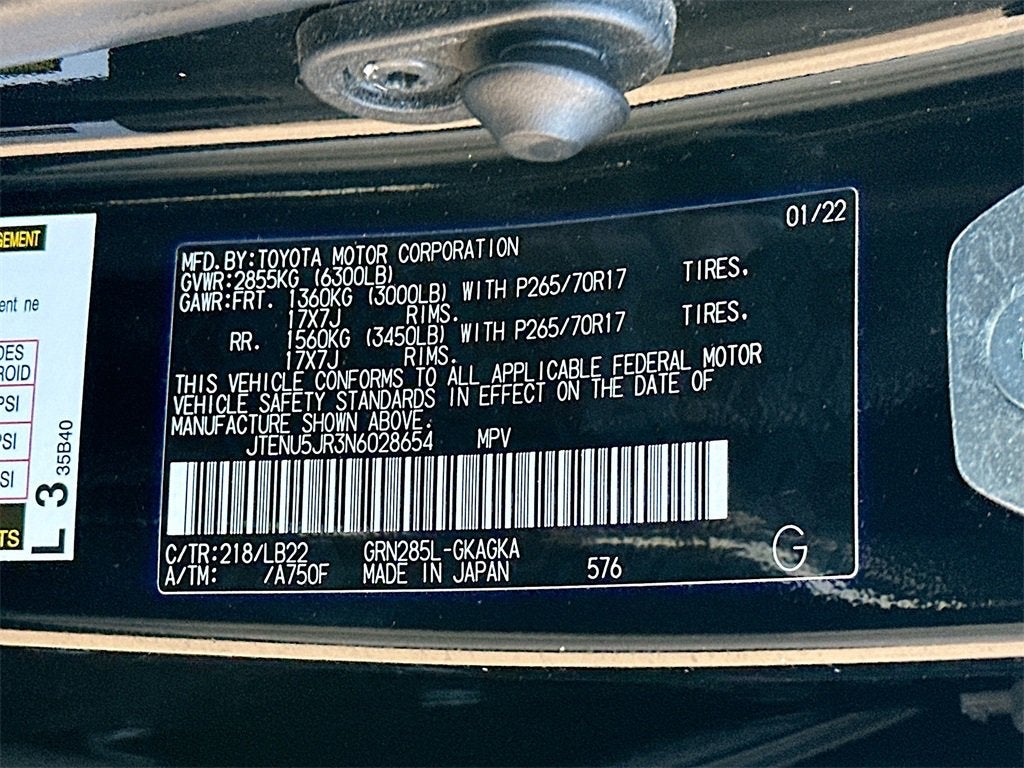 01/22
MFD.BY:TOYOTA MOTOR CORPORATION
GVWR:2855KG (6300LB)
GAWR:FRT. 1360KG (3000LB) WITH P265/70R17 TIRES,
17X7J RIMS.
RR. 1560KG (3450LB) WITH P265/70R17 TIRES,
17X7J RIMS.
THIS VEHICLE CONFORMS TO ALL APPLICABLE FEDERAL MOTOR
VEHICLE SAFETY STANDARDS IN EFFECT ON THE DATE OF
MANUFACTURE SHOWN ABOVE.
JTENU5JR3N6028654 MPV
C/TR:218/LB22 GRN285L-GKAGKA
A/TM: /A750F MADE IN JAPAN 576
G
GEMENT
ent ne
DES
ROID
PSI
PSI
SI
TS
L 3 35B40